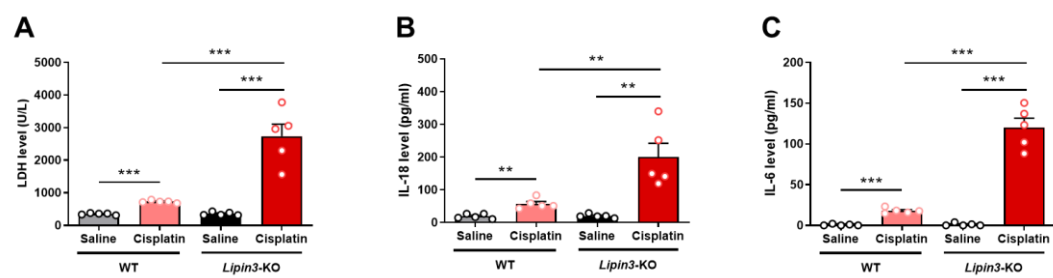 A
LDH level (U/L)
5000
4000
3000
2000
1000
0
***
***
***
Saline
Cisplatin
Saline
Cisplatin
WT
Lipin3-KO
B
IL-18 level (pg/ml)
500
400
300
200
100
0
**
**
**
Saline
Cisplatin
Saline
Cisplatin
WT
Lipin3-KO
C
IL-6 level (pg/ml)
200
150
100
50
0
***
***
***
Saline
Cisplatin
Saline
Cisplatin
WT
Lipin3-KO